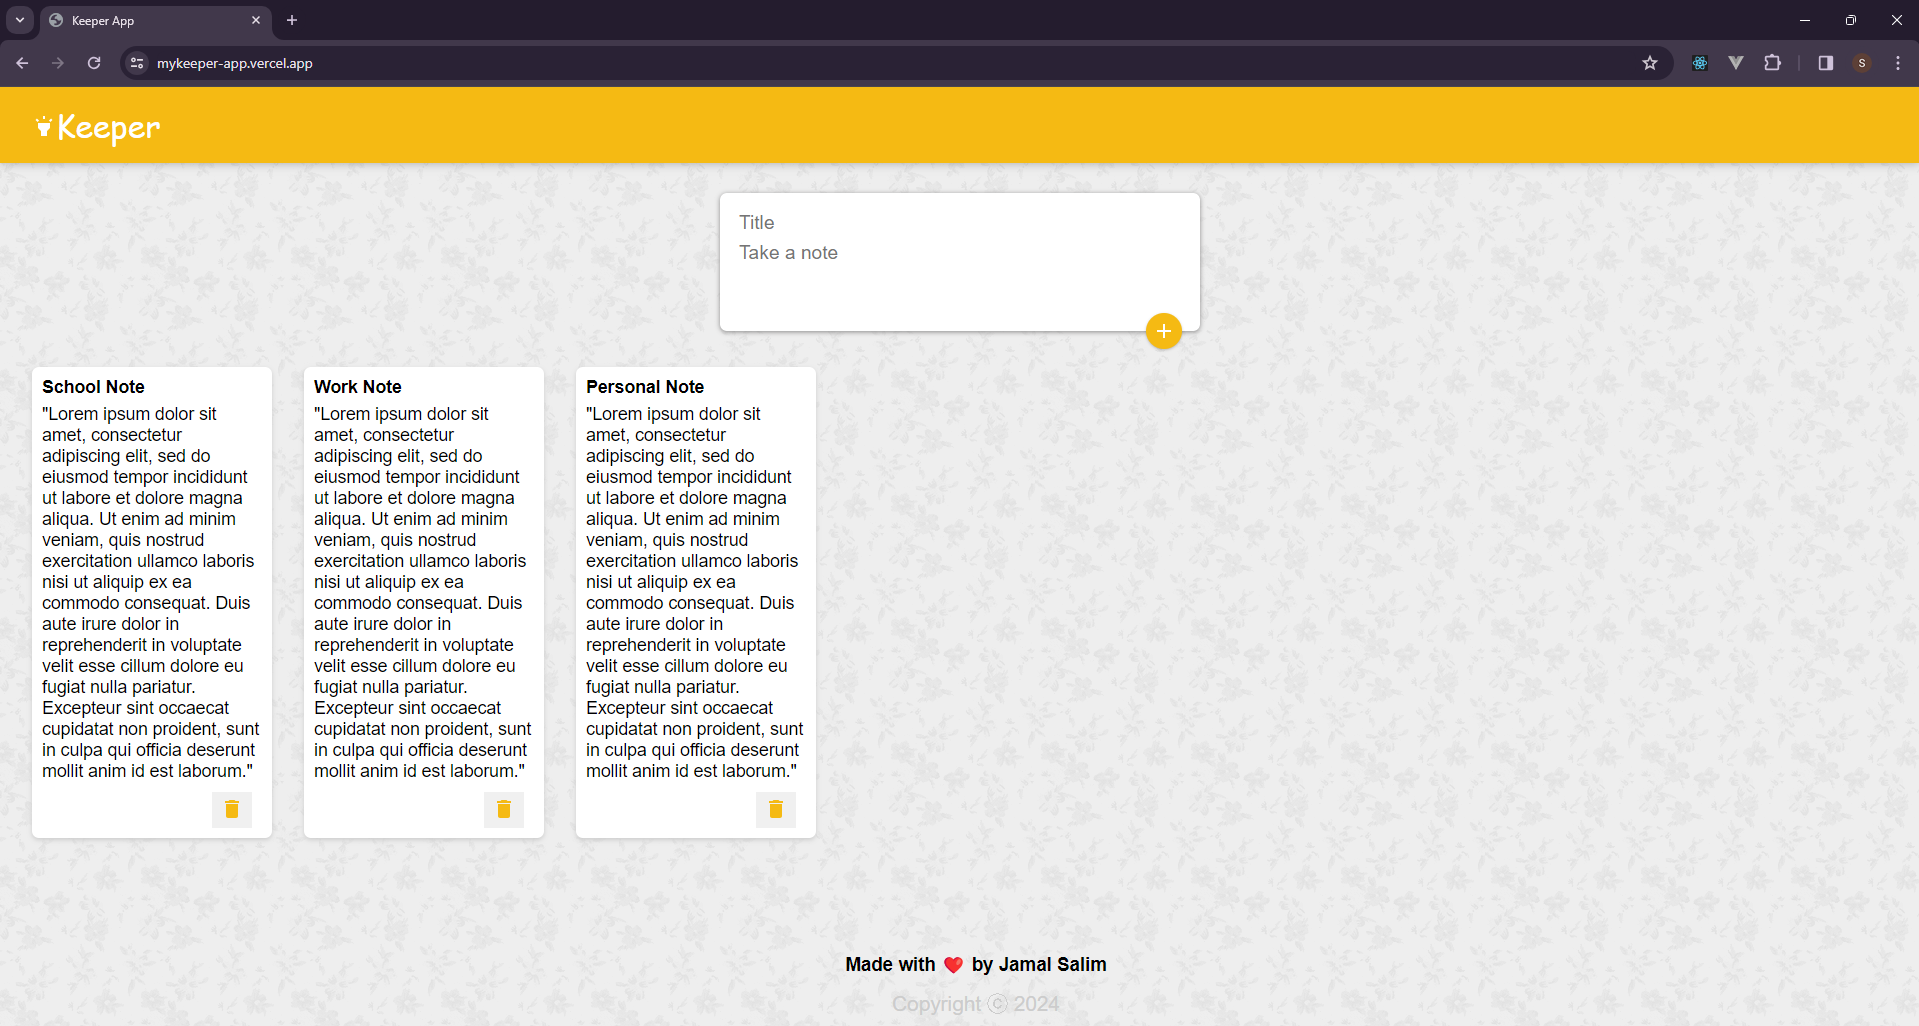 Keeper App
mykeeper-app.vercel.app
S
Keeper
Title
Take a note
School Note
"Lorem ipsum dolor sit
amet, consectetur
adipiscing elit, sed do
eiusmod tempor incididunt
ut labore et dolore magna
aliqua. Ut enim ad minim
veniam, quis nostrud
exercitation ullamco laboris
nisi ut aliquip ex ea
commodo consequat. Duis
aute irure dolor in
reprehenderit in voluptate
velit esse cillum dolore eu
fugiat nulla pariatur.
Excepteur sint occaecat
cupidatat non proident, sunt
in culpa qui officia deserunt
mollit anim id est laborum."
Work Note
"Lorem ipsum dolor sit
amet, consectetur
adipiscing elit, sed do
eiusmod tempor incididunt
ut labore et dolore magna
aliqua. Ut enim ad minim
veniam, quis nostrud
exercitation ullamco laboris
nisi ut aliquip ex ea
commodo consequat. Duis
aute irure dolor in
reprehenderit in voluptate
velit esse cillum dolore eu
fugiat nulla pariatur.
Excepteur sint occaecat
cupidatat non proident, sunt
in culpa qui officia deserunt
mollit anim id est laborum."
Personal Note
"Lorem ipsum dolor sit
amet, consectetur
adipiscing elit, sed do
eiusmod tempor incididunt
ut labore et dolore magna
aliqua. Ut enim ad minim
veniam, quis nostrud
exercitation ullamco laboris
nisi ut aliquip ex ea
commodo consequat. Duis
aute irure dolor in
reprehenderit in voluptate
velit esse cillum dolore eu
fugiat nulla pariatur.
Excepteur sint occaecat
cupidatat non proident, sunt
in culpa qui officia deserunt
mollit anim id est laborum."
Made with ❤️ by Jamal Salim
Copyright ⓒ 2024